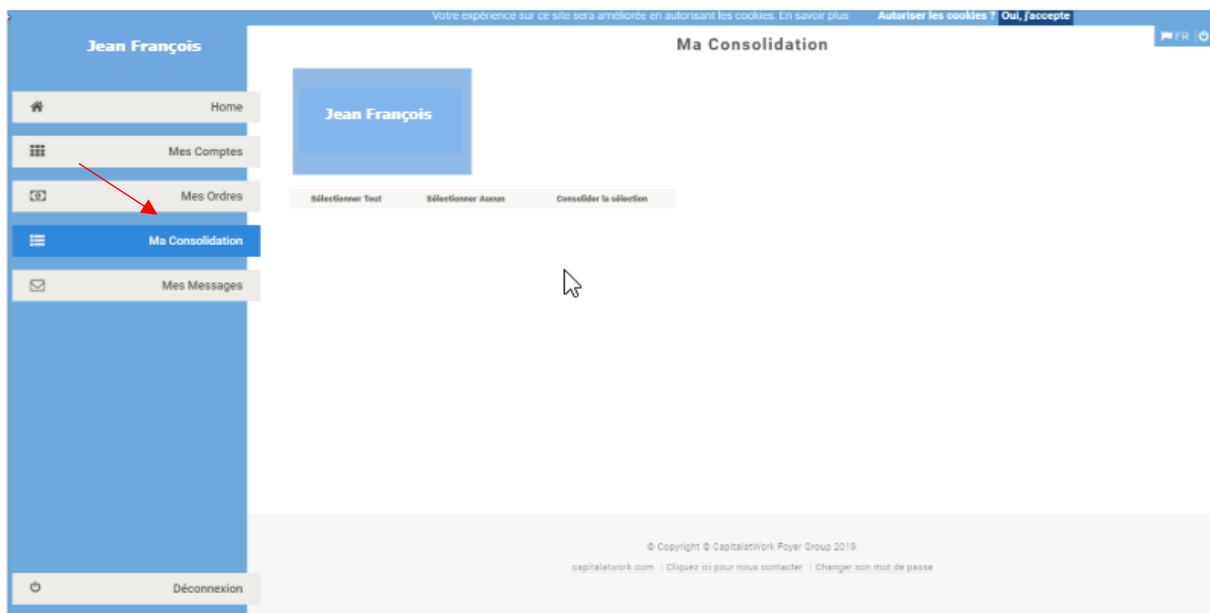 Votre expérience sur ce site sera améliorée en autorisant les cookies. En savoir plus Autoriser les cookies ? Oui, j'accepte
FR
Jean François
Ma Consolidation
Home
Mes Comptes
Mes Ordres
Ma Consolidation
Mes Messages
Déconnexion
Jean François
Sélectionner Tout Sélectionner Aucun Consolider la sélection
© Copyright © CapitalatWork Foyer Group 2019.
capitalatwork.com | Cliquez ici pour nous contacter | Changer son mot de passe